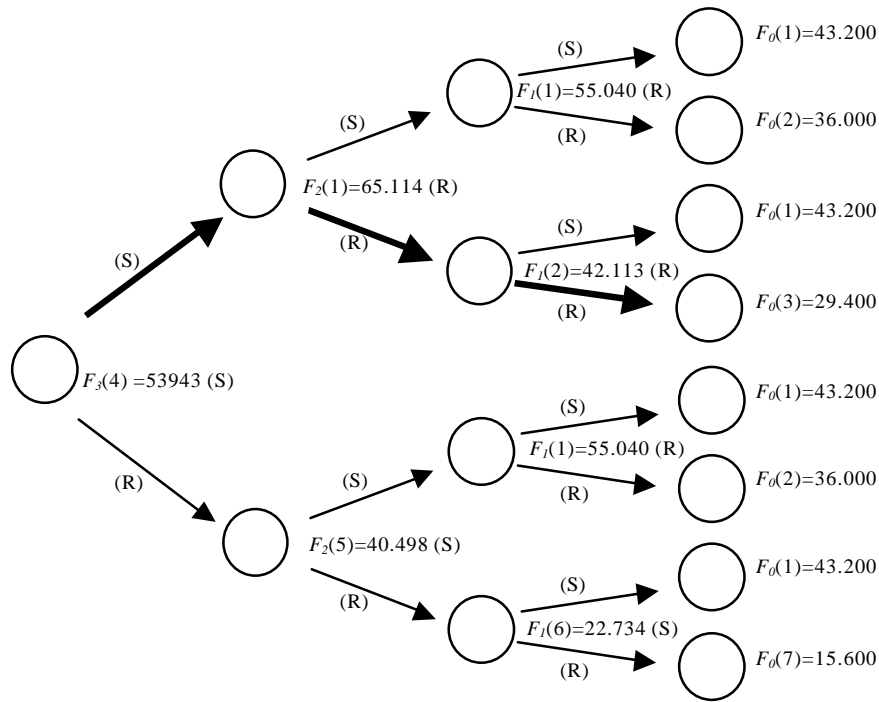 F₀(1)=43.200
(S)
F₁(1)=55.040 (R)
(S)
(R)
F₀(2)=36.000
F₂(1)=65.114 (R)
(S)
F₀(1)=43.200
(S)
(R)
F₁(2)=42.113 (R)
(R)
F₀(3)=29.400
F₃(4) =53943 (S)
F₀(1)=43.200
(S)
F₁(1)=55.040 (R)
(R)
(S)
(R)
F₀(2)=36.000
F₂(5)=40.498 (S)
F₀(1)=43.200
(S)
(R)
F₁(6)=22.734 (S)
(R)
F₀(7)=15.600